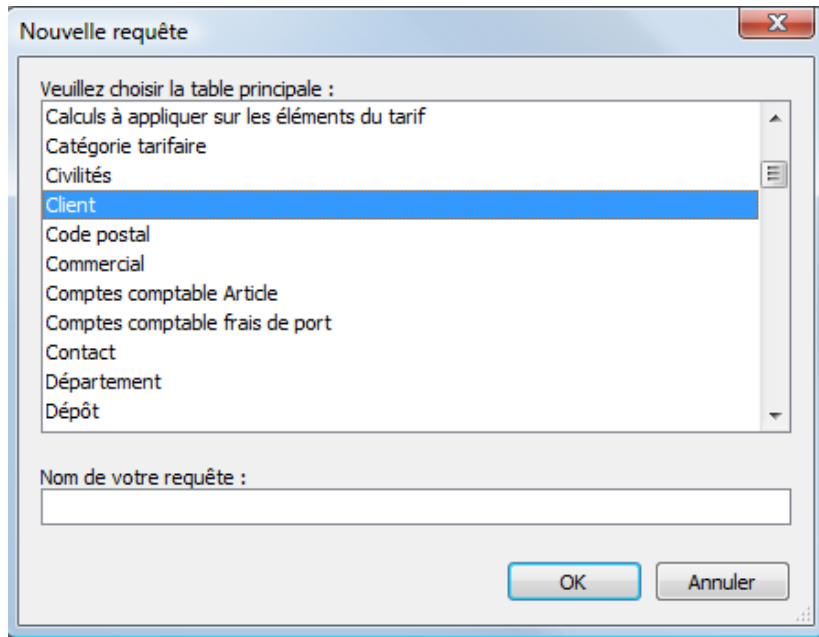 Nouvelle requête
Veuillez choisir la table principale :
Calculs à appliquer sur les éléments du tarif
Catégorie tarifaire
Civilités
Client
Code postal
Commercial
Comptes comptable Article
Comptes comptable frais de port
Contact
Département
Dépôt
Nom de votre requête :
OK Annuler